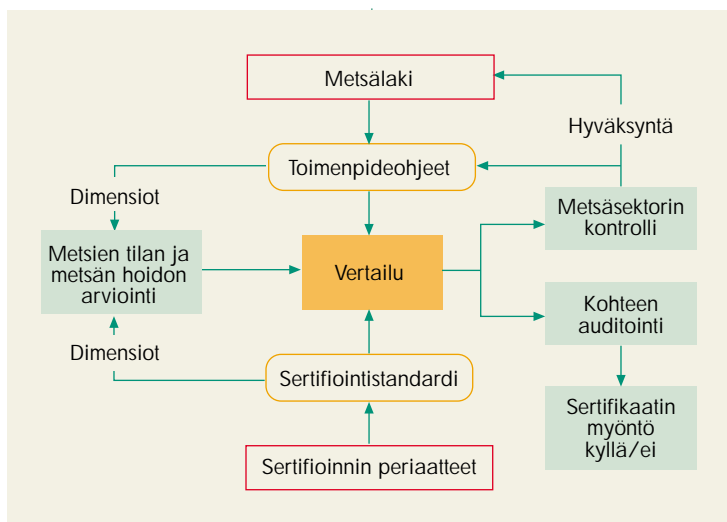 Metsälaki
Hyväksyntä
Toimenpideohjeet
Dimensiot
Metsäsektorin
kontrolli
Metsien tilan ja
metsän hoidon
arviointi
Vertailu
Kohteen
auditointi
Dimensiot
Sertifiointistandardi
Sertifikaatin
myöntö
kyllä/ei
Sertifioinnin periaatteet